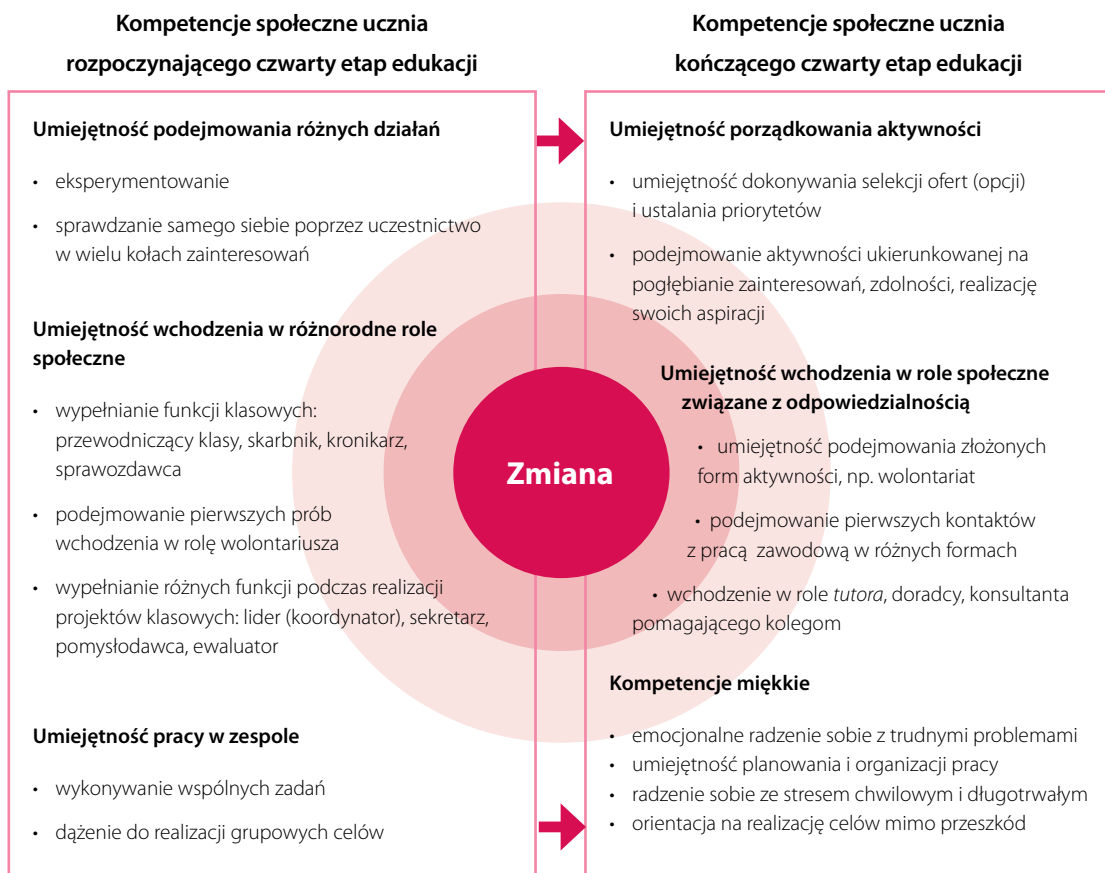 Kompetencje społeczne ucznia
rozpoczynającego czwarty etap edukacji
Umiejętność podejmowania różnych działań
• eksperymentowanie
• sprawdzanie samego siebie poprzez uczestnictwo
w wielu kołach zainteresowań
Umiejętność wchodzenia w różnorodne role
społeczne
• wypełnianie funkcji klasowych:
przewodniczący klasy, skarbnik, kronikarz,
sprawozdawca
• podejmowanie pierwszych prób
wchodzenia w rolę wolontariusza
• wypełnianie różnych funkcji podczas realizacji
projektów klasowych: lider (koordynator), sekretarz,
pomysłodawca, ewaluator
Umiejętność pracy w zespole
• wykonywanie wspólnych zadań
• dążenie do realizacji grupowych celów
Zmiana
Kompetencje społeczne ucznia
kończącego czwarty etap edukacji
Umiejętność porządkowania aktywności
• umiejętność dokonywania selekcji ofert (opcji)
i ustalania priorytetów
• podejmowanie aktywności ukierunkowanej na
pogłębianie zainteresowań, zdolności, realizację
swoich aspiracji
Umiejętność wchodzenia w role społeczne
związane z odpowiedzialnością
• umiejętność podejmowania złożonych
form aktywności, np. wolontariat
• podejmowanie pierwszych kontaktów
z pracą zawodową w różnych formach
• wchodzenie w role tutora, doradcy, konsultanta
pomagającego kolegom
Kompetencje miękkie
• emocjonalne radzenie sobie z trudnymi problemami
• umiejętność planowania i organizacji pracy
• radzenie sobie ze stresem chwilowym i długotrwałym
• orientacja na realizację celów mimo przeszkód